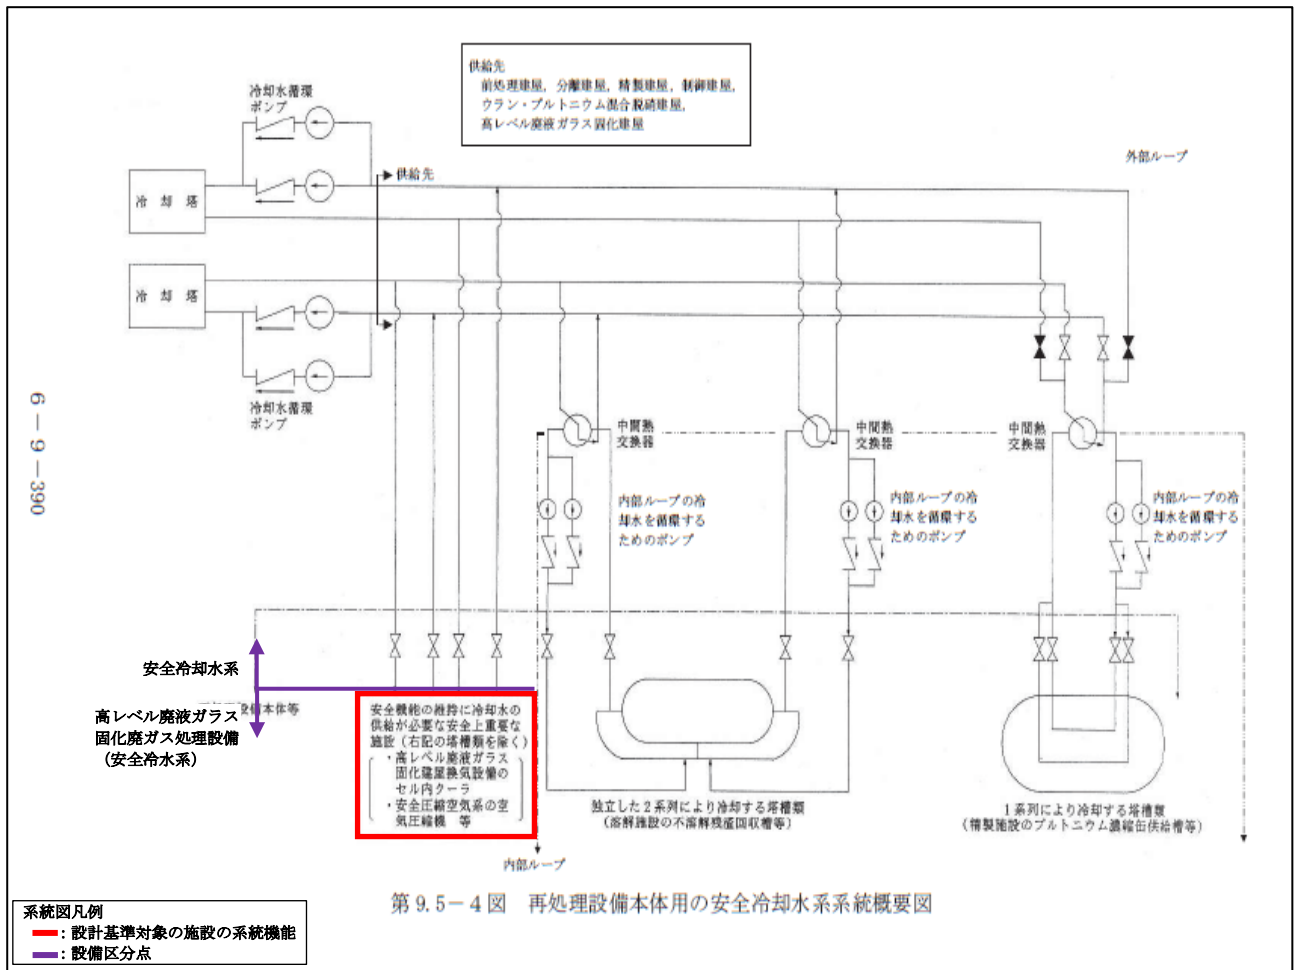 供給先
前処理建屋, 分離建屋, 精製建屋, 制御建屋,
ウラン・プルトニウム混合脱硝建屋,
高レベル廃液ガラス固化建屋
冷却水循環
ポンプ
外部ループ
供給先
冷却塔
冷却塔
冷却水循環
ポンプ
6－9－390
中間熱
交換器
中間熱
交換器
中間熱
交換器
内部ループの冷
却水を循環する
ためのポンプ
内部ループの冷
却水を循環する
ためのポンプ
内部ループの冷
却水を循環する
ためのポンプ
安全冷却水系
設備本体等
高レベル廃液ガラス
固化廃ガス処理設備
(安全冷水系)
安全機能の維持に冷却水の
供給が必要な安全上重要な
施設(右記の塔槽類を除く)
・高レベル廃液ガラス
固化建屋換気設備の
セル内クーラ
・安全圧縮空気系の空
気圧縮機 等
独立した2系列により冷却する塔槽類
(溶解施設の不溶解残渣回収槽等)
1系列により冷却する塔槽類
(精製施設のプルトニウム濃縮缶供給槽等)
内部ループ
第9.5－4図 再処理設備本体用の安全冷却水系系統概要図
系統図凡例
：設計基準対象の施設の系統機能
：設備区分点